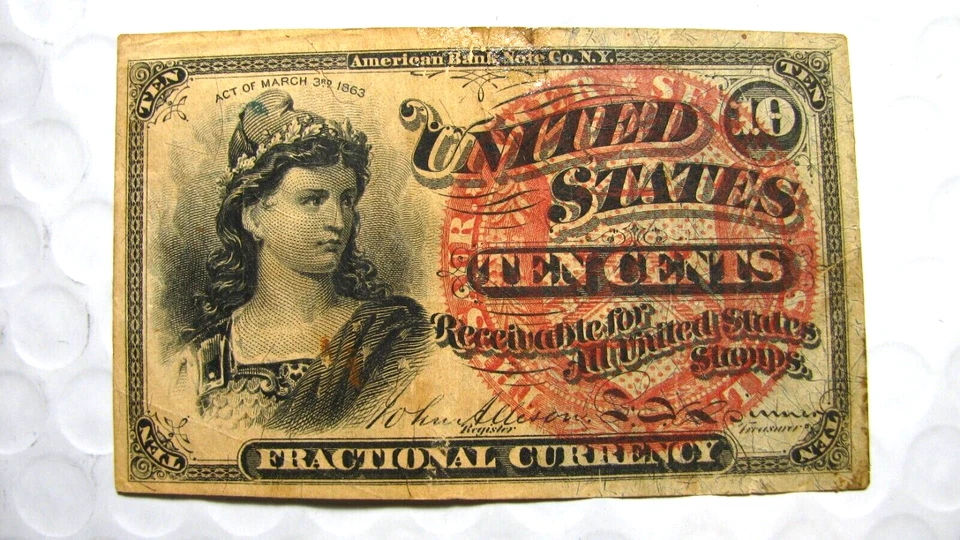 American Bank Note Co. N.Y.
TEN
TEN
ACT OF MARCH 3RD 1863
10
UNITED
STATES
TEN CENTS
Receivable for
All United States
Stamps.
John Allison
Register
Treasurer
TEN
TEN
FRACTIONAL CURRENCY